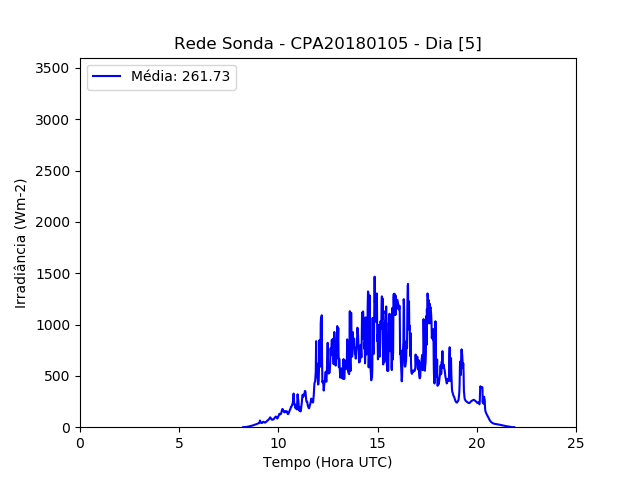 Rede Sonda - CPA20180105 - Dia [5]
Média: 261.73
3500
3000
2500
2000
1500
1000
500
0
Irradiância (Wm-2)
0 5 10 15 20 25
Tempo (Hora UTC)